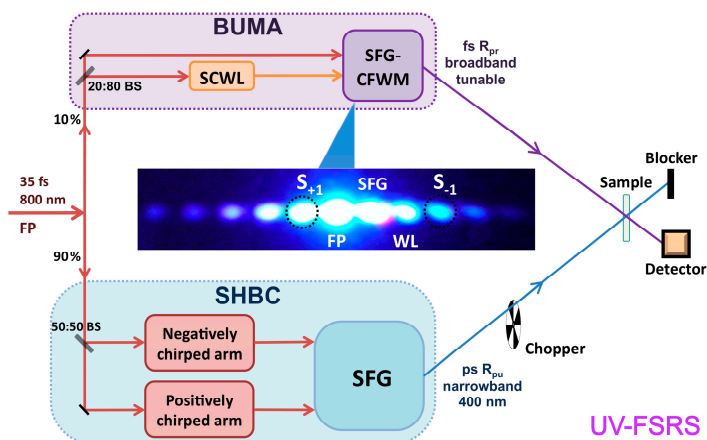 BUMA
SFG-
CFWM
SCWL
20:80 BS
fs Rpr
broadband
tunable
10%
35 fs
800 nm
FP
90%
S+1
SFG
S-1
FP
WL
Blocker
Sample
Detector
SHBC
50:50 BS
Negatively
chirped arm
Positively
chirped arm
SFG
Chopper
ps Rpu
narrowband
400 nm
UV-FSRS